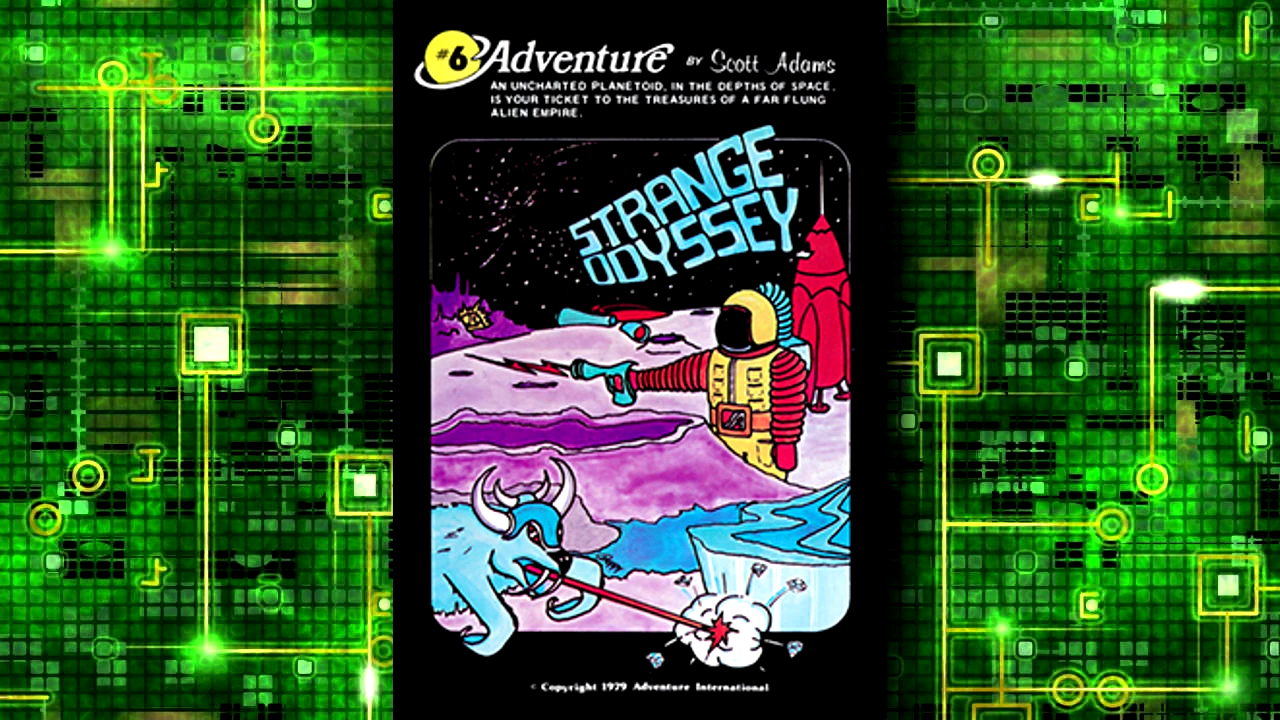 #6 Adventure BY Scott Adams
AN UNCHARTED PLANETOID, IN THE DEPTHS OF SPACE,
IS YOUR TICKET TO THE TREASURES OF A FAR FLUNG
ALIEN EMPIRE.
STRANGE
ODYSSEY
© Copyright 1979 Adventure International